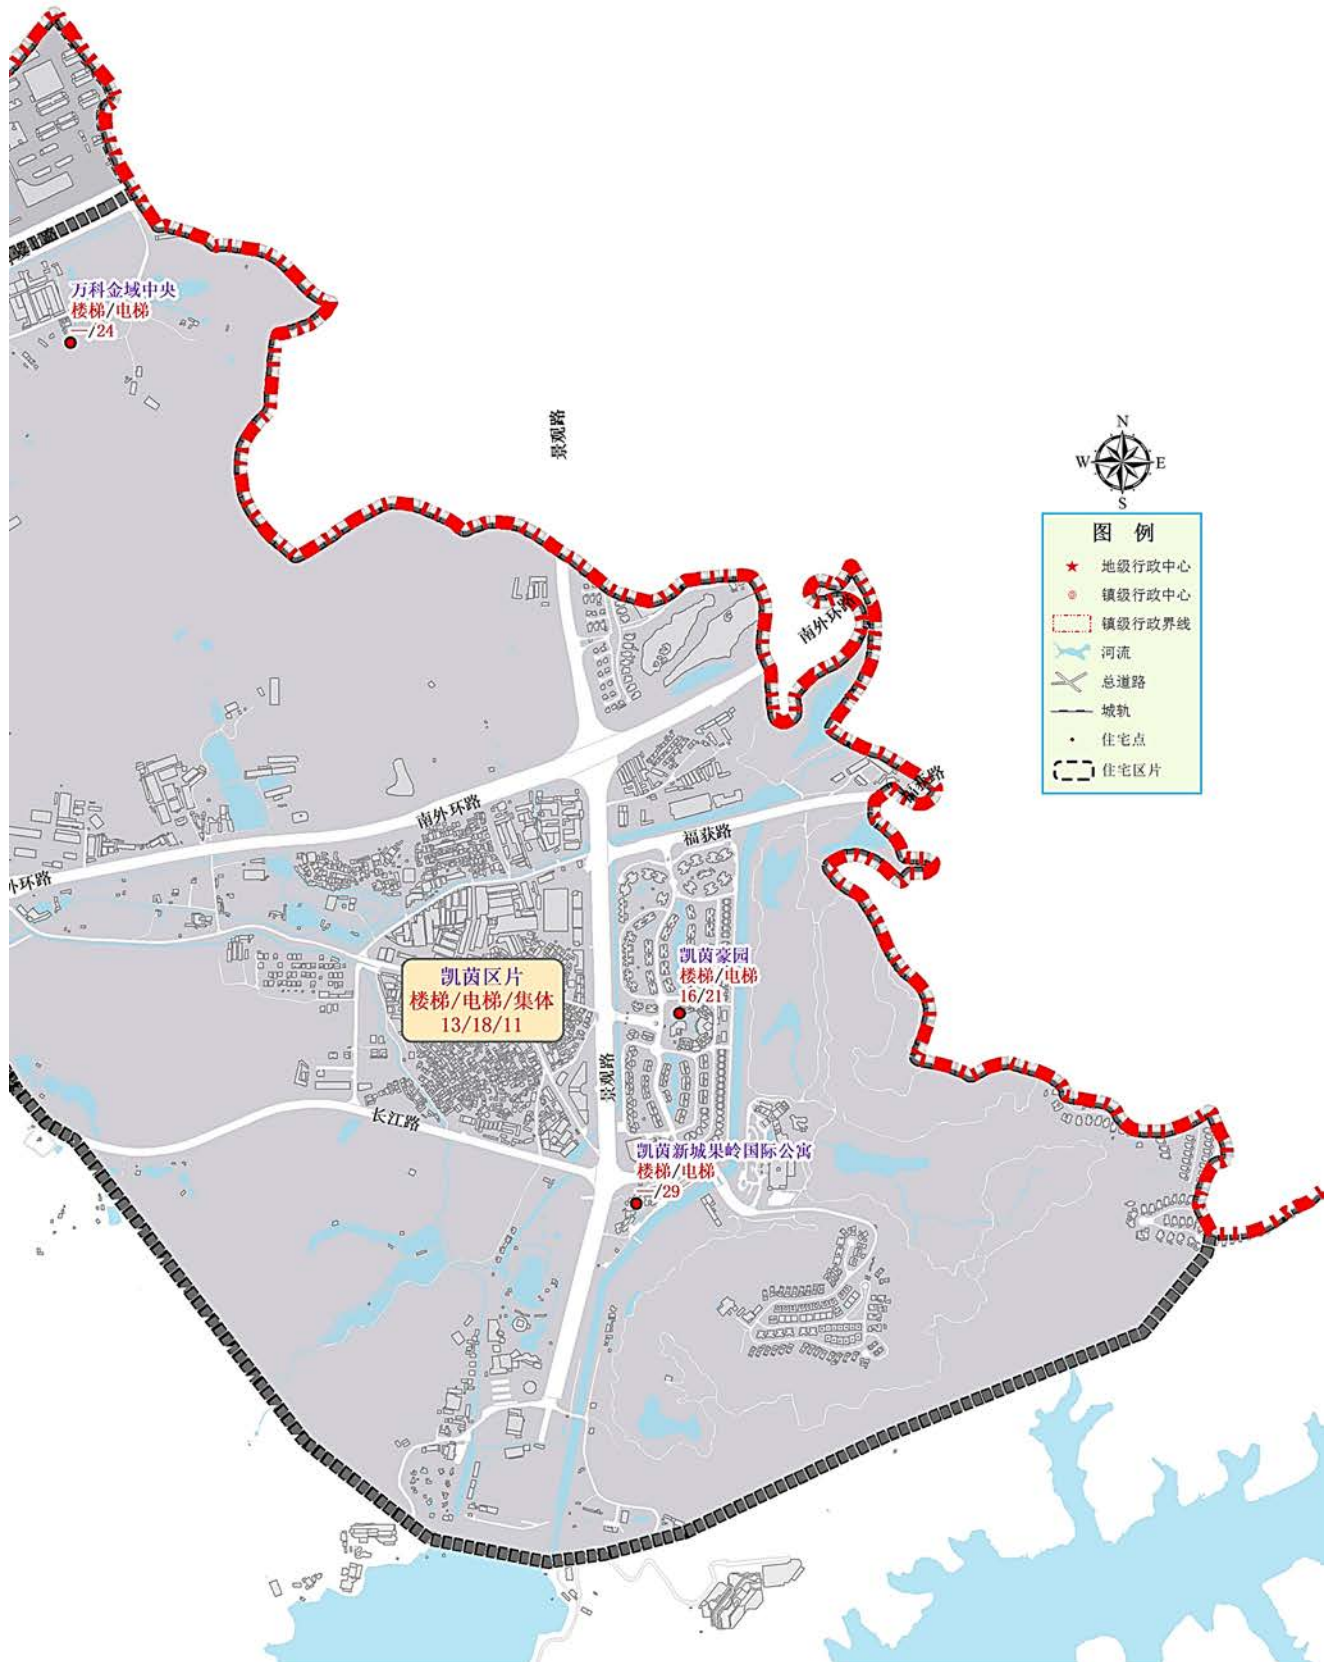 万科金域中央
楼梯/电梯
—/24
景观路
N
W
E
S
图 例
地级行政中心
镇级行政中心
镇级行政界线
河流
总道路
城轨
住宅点
住宅区片
南外环路
南外环路
福获路
外环路
凯茵豪园
楼梯/电梯
16/21
凯茵区片
楼梯/电梯/集体
13/18/11
景观路
长江路
凯茵新城果岭国际公寓
楼梯/电梯
—/29